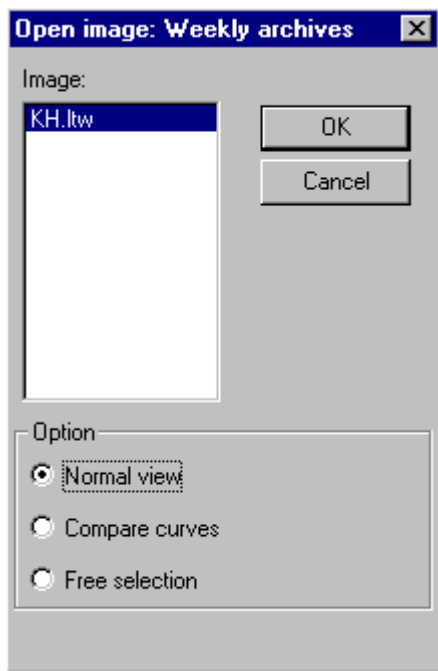 Open image: Weekly archives
Image:
KH.ltw
OK
Cancel
Option
Normal view
Compare curves
Free selection